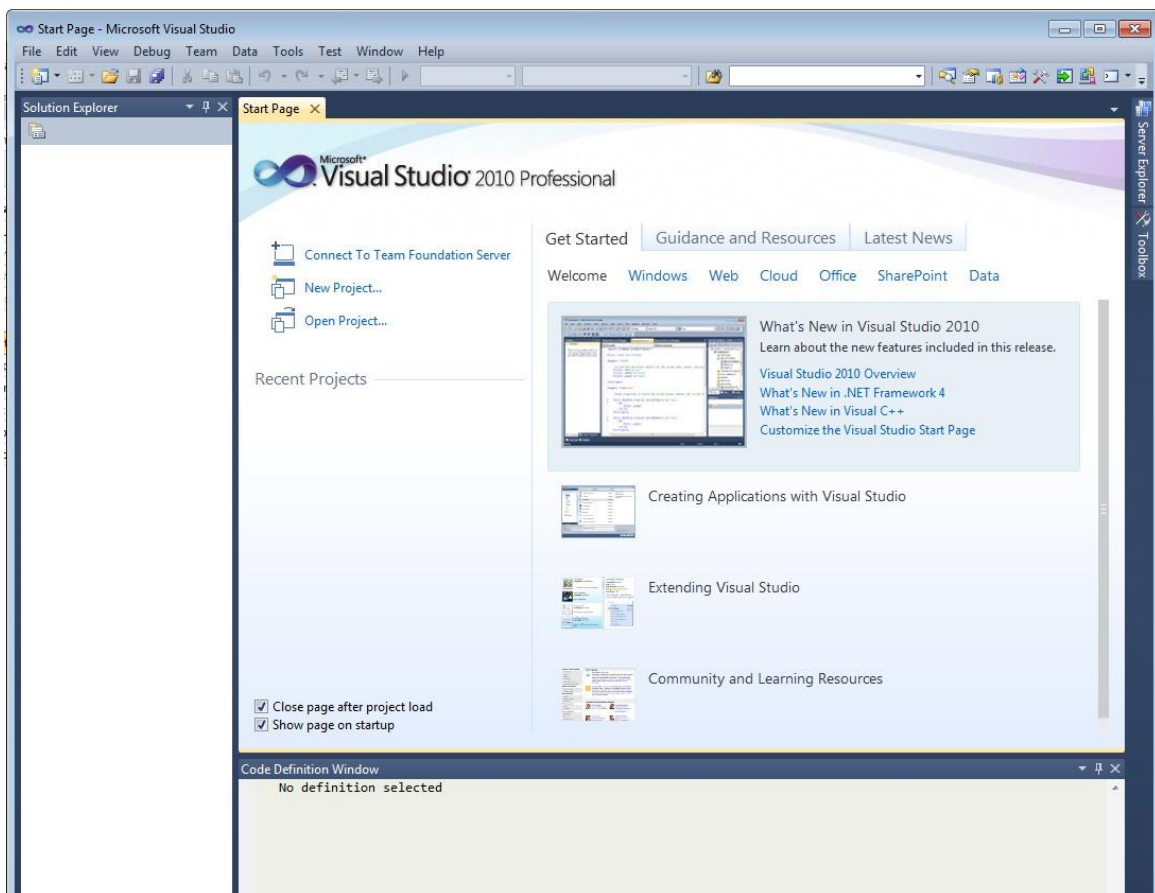 Start Page - Microsoft Visual Studio
File Edit View Debug Team Data Tools Test Window Help
Solution Explorer
Start Page
Server Explorer
Toolbox
Microsoft
Visual Studio 2010 Professional
Connect To Team Foundation Server
New Project...
Open Project...
Recent Projects
Close page after project load
Show page on startup
Get Started Guidance and Resources Latest News
Welcome Windows Web Cloud Office SharePoint Data
What's New in Visual Studio 2010
Learn about the new features included in this release.
Visual Studio 2010 Overview
What's New in .NET Framework 4
What's New in Visual C++
Customize the Visual Studio Start Page
Creating Applications with Visual Studio
Extending Visual Studio
Community and Learning Resources
Code Definition Window
No definition selected